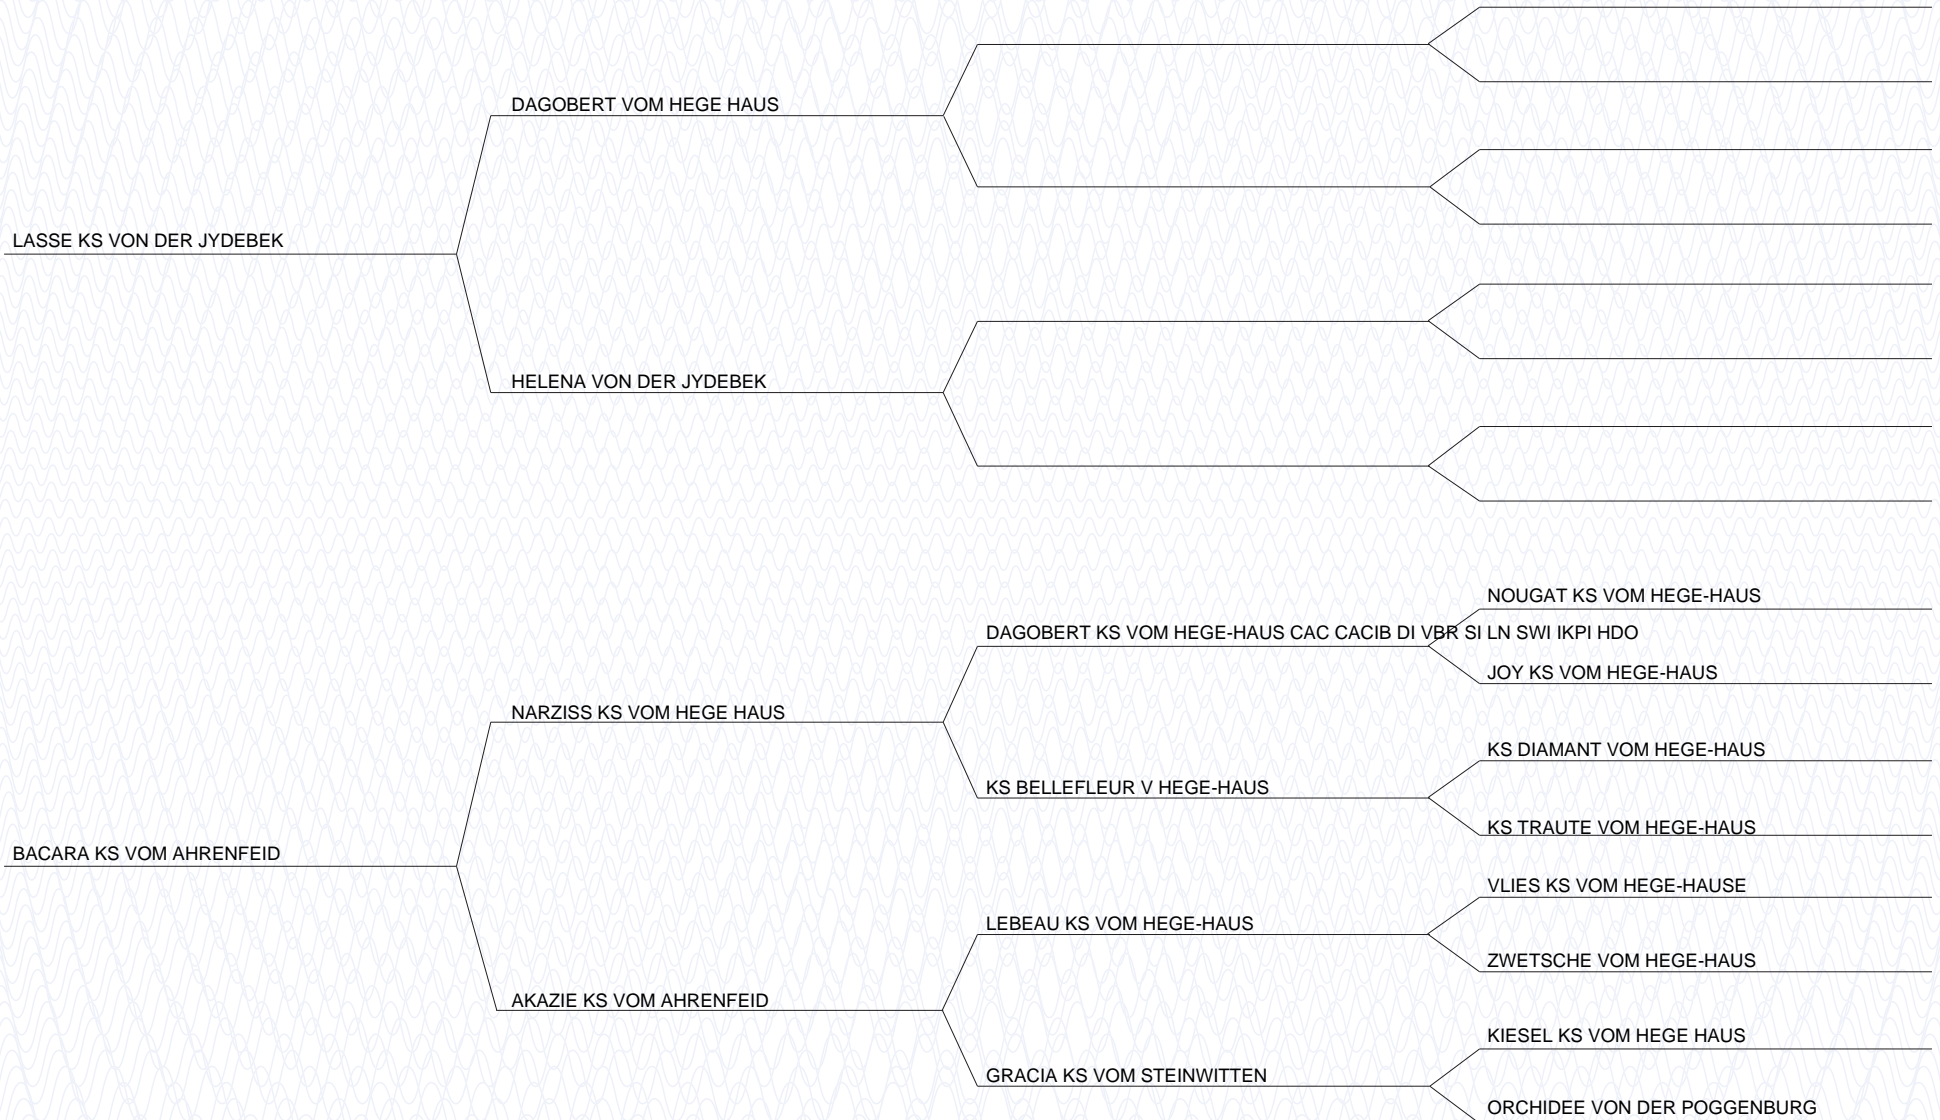 DAGOBERT VOM HEGE HAUS
LASSE KS VON DER JYDEBEK
HELENA VON DER JYDEBEK
NOUGAT KS VOM HEGE-HAUS
DAGOBERT KS VOM HEGE-HAUS CAC CACIB DI VBR SI LN SWI IKPI HDO
JOY KS VOM HEGE-HAUS
NARZISS KS VOM HEGE HAUS
KS DIAMANT VOM HEGE-HAUS
KS BELLEFLEUR V HEGE-HAUS
KS TRAUTE VOM HEGE-HAUS
BACARA KS VOM AHRENFEID
VLIES KS VOM HEGE-HAUSE
LEBEAU KS VOM HEGE-HAUS
ZWETSCHE VOM HEGE-HAUS
AKAZIE KS VOM AHRENFEID
KIESEL KS VOM HEGE HAUS
GRACIA KS VOM STEINWITTEN
ORCHIDEE VON DER POGGENBURG